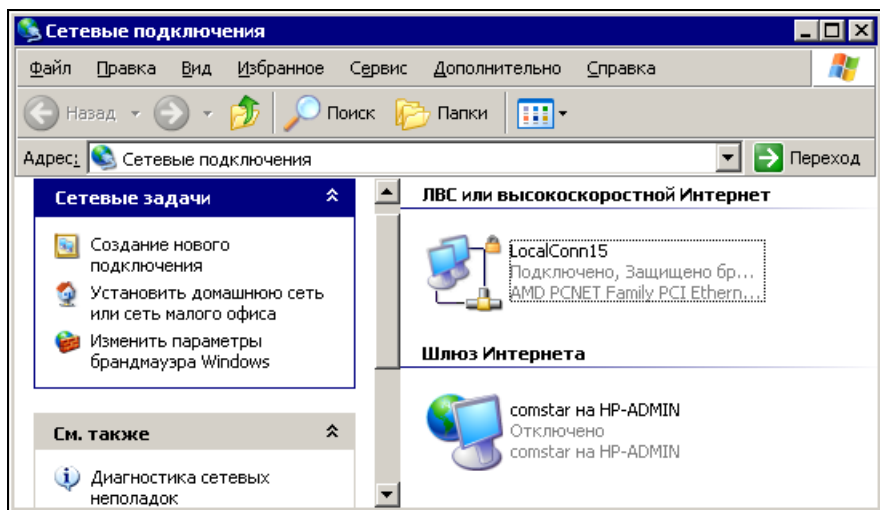 Сетевые подключения
Файл Правка Вид Избранное Сервис Дополнительно Справка
Назад Поиск Папки
Адрес: Сетевые подключения Переход
Сетевые задачи
Создание нового
подключения
Установить домашнюю сеть
или сеть малого офиса
Изменить параметры
брандмауэра Windows
См. также
Диагностика сетевых
неполадок
ЛВС или высокоскоростной Интернет
LocalConn15
Подключено, Защищено бр...
AMD PCNET Family PCI Ethern...
Шлюз Интернета
comstar на HP-ADMIN
Отключено
comstar на HP-ADMIN